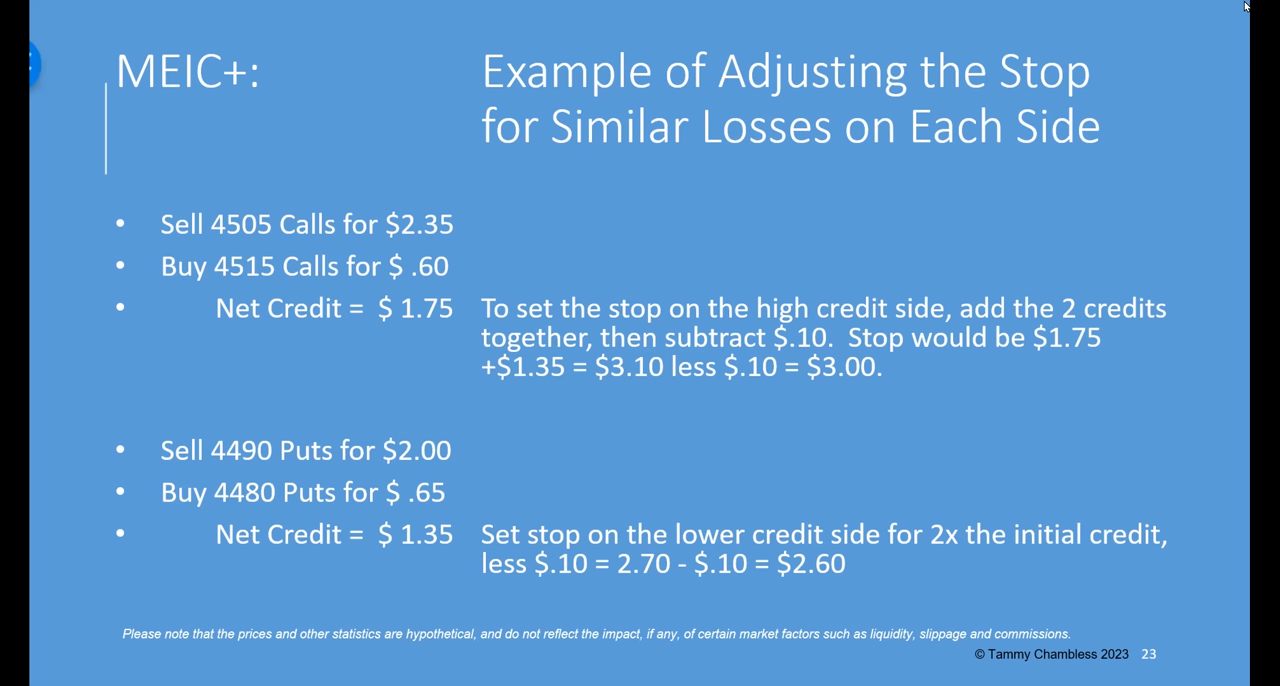 MEIC+:
Example of Adjusting the Stop
for Similar Losses on Each Side
• Sell 4505 Calls for $2.35
• Buy 4515 Calls for $ .60
• Net Credit = $ 1.75
To set the stop on the high credit side, add the 2 credits
together, then subtract $.10. Stop would be $1.75
+$1.35 = $3.10 less $.10 = $3.00.
• Sell 4490 Puts for $2.00
• Buy 4480 Puts for $ .65
• Net Credit = $ 1.35
Set stop on the lower credit side for 2x the initial credit,
less $.10 = 2.70 - $.10 = $2.60
Please note that the prices and other statistics are hypothetical, and do not reflect the impact, if any, of certain market factors such as liquidity, slippage and commissions.
© Tammy Chambless 2023 23